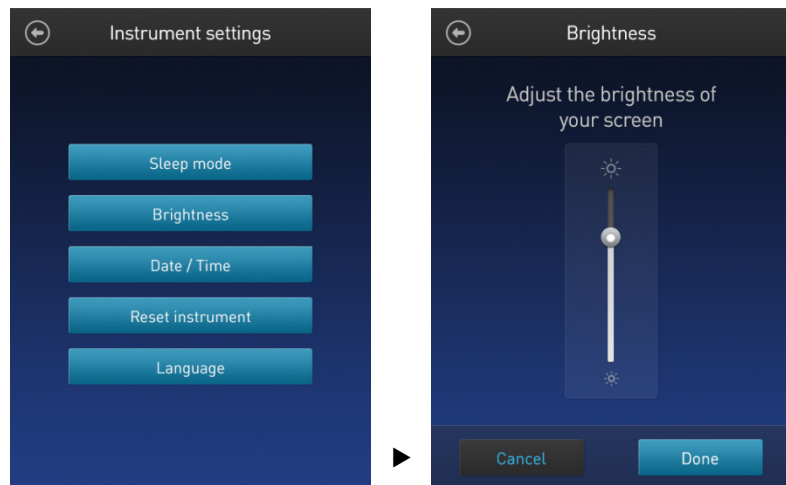 Instrument settings
Sleep mode
Brightness
Date / Time
Reset instrument
Language
Brightness
Adjust the brightness of
your screen
Cancel
Done